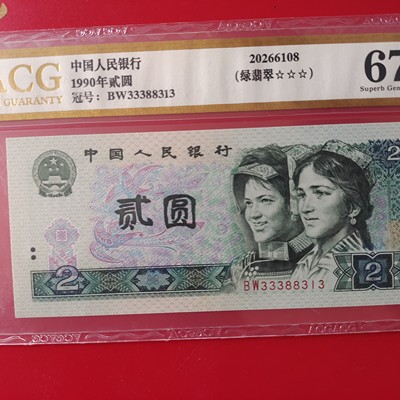 ACG
GUARANTY
中国人民银行
1990年贰圆
冠号: BW33388313
20266108
(绿翡翠☆☆☆)
67
Superb Gem
中国人民银行
贰圆
2
2
2
BW33388313